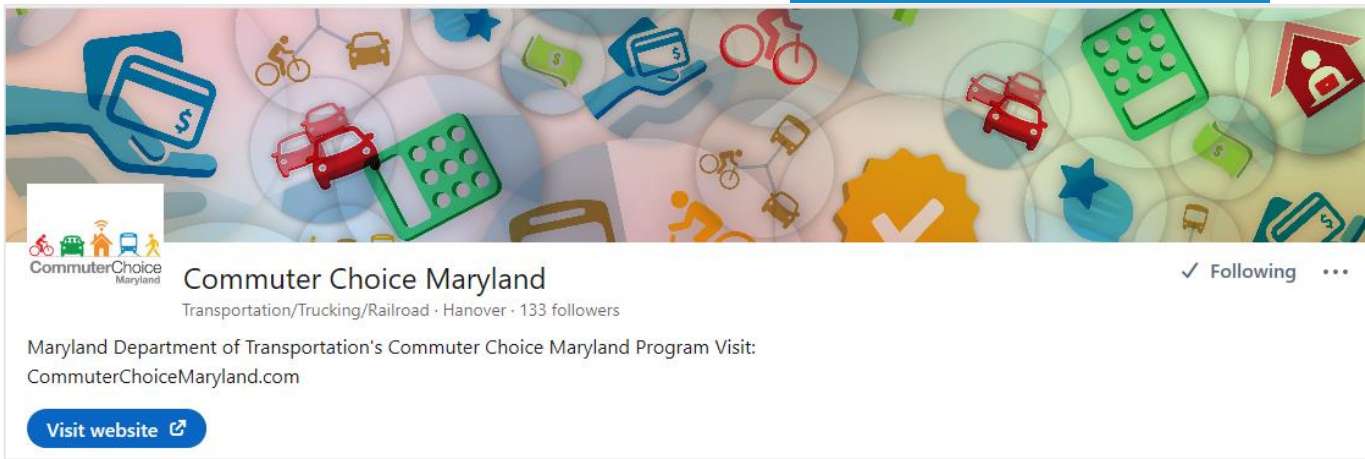 CommuterChoice
Maryland
Commuter Choice Maryland
✓ Following ...
Transportation/Trucking/Railroad · Hanover · 133 followers
Maryland Department of Transportation's Commuter Choice Maryland Program Visit:
CommuterChoiceMaryland.com
Visit website